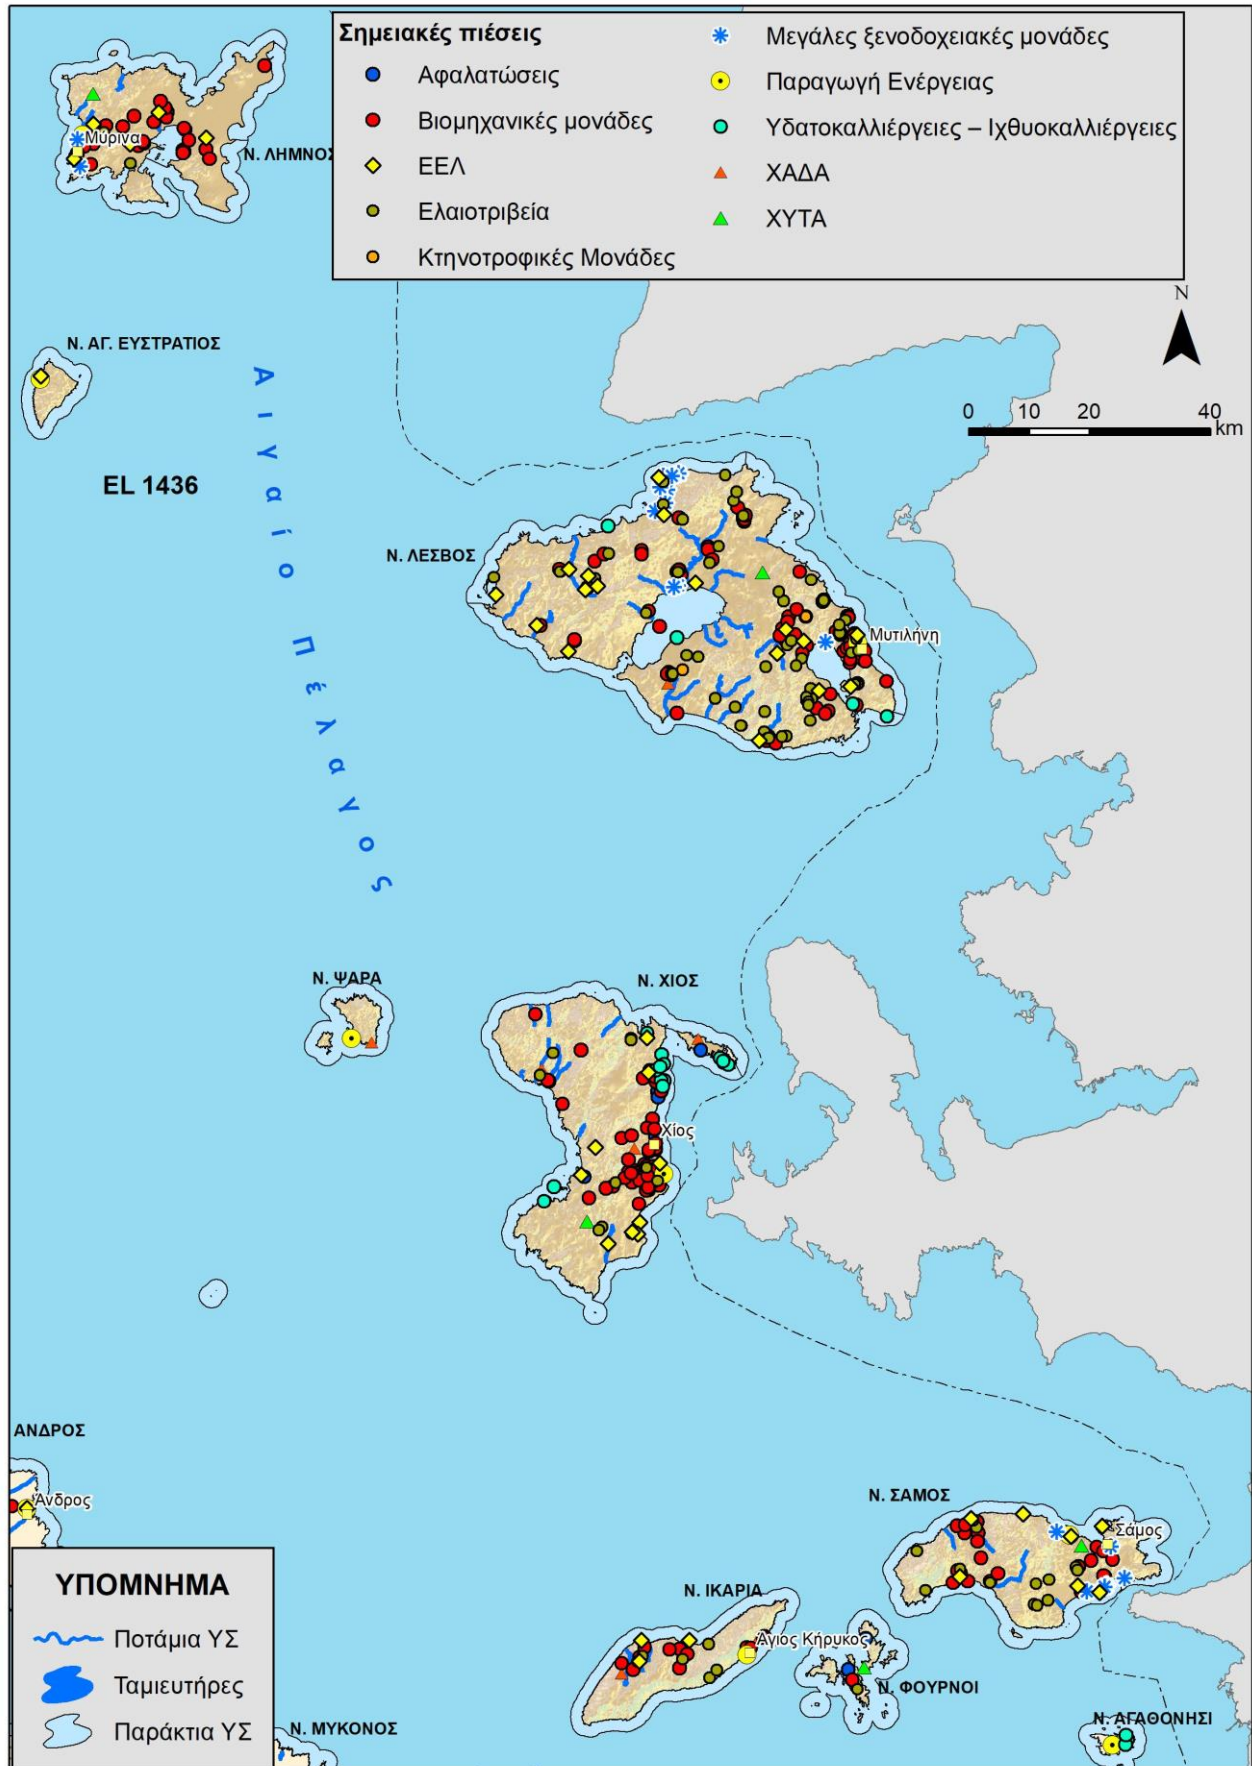 Σημειακές πιέσεις
Αφαλατώσεις
Βιομηχανικές μονάδες
ΕΕΛ
Ελαιοτριβεία
Κτηνοτροφικές Μονάδες
Μεγάλες ξενοδοχειακές μονάδες
Παραγωγή Ενέργειας
Υδατοκαλλιέργειες – Ιχθυοκαλλιέργειες
ΧΑΔΑ
ΧΥΤΑ
Μύρινα
Ν. ΛΗΜΝΟΣ
N
0 10 20 40
km
Ν. ΑΓ. ΕΥΣΤΡΑΤΙΟΣ
Αιγαίο Πέλαγος
EL 1436
Ν. ΛΕΣΒΟΣ
Μυτιλήνη
Ν. ΨΑΡΑ
Ν. ΧΙΟΣ
Χίος
ΑΝΔΡΟΣ
Άνδρος
Ν. ΣΑΜΟΣ
Σάμος
Ν. ΙΚΑΡΙΑ
Άγιος Κήρυκος
Ν. ΦΟΥΡΝΟΙ
Ν. ΑΓΑΘΟΝΗΣΙ
Ν. ΜΥΚΟΝΟΣ
ΥΠΟΜΝΗΜΑ
Ποτάμια ΥΣ
Ταμιευτήρες
Παράκτια ΥΣ